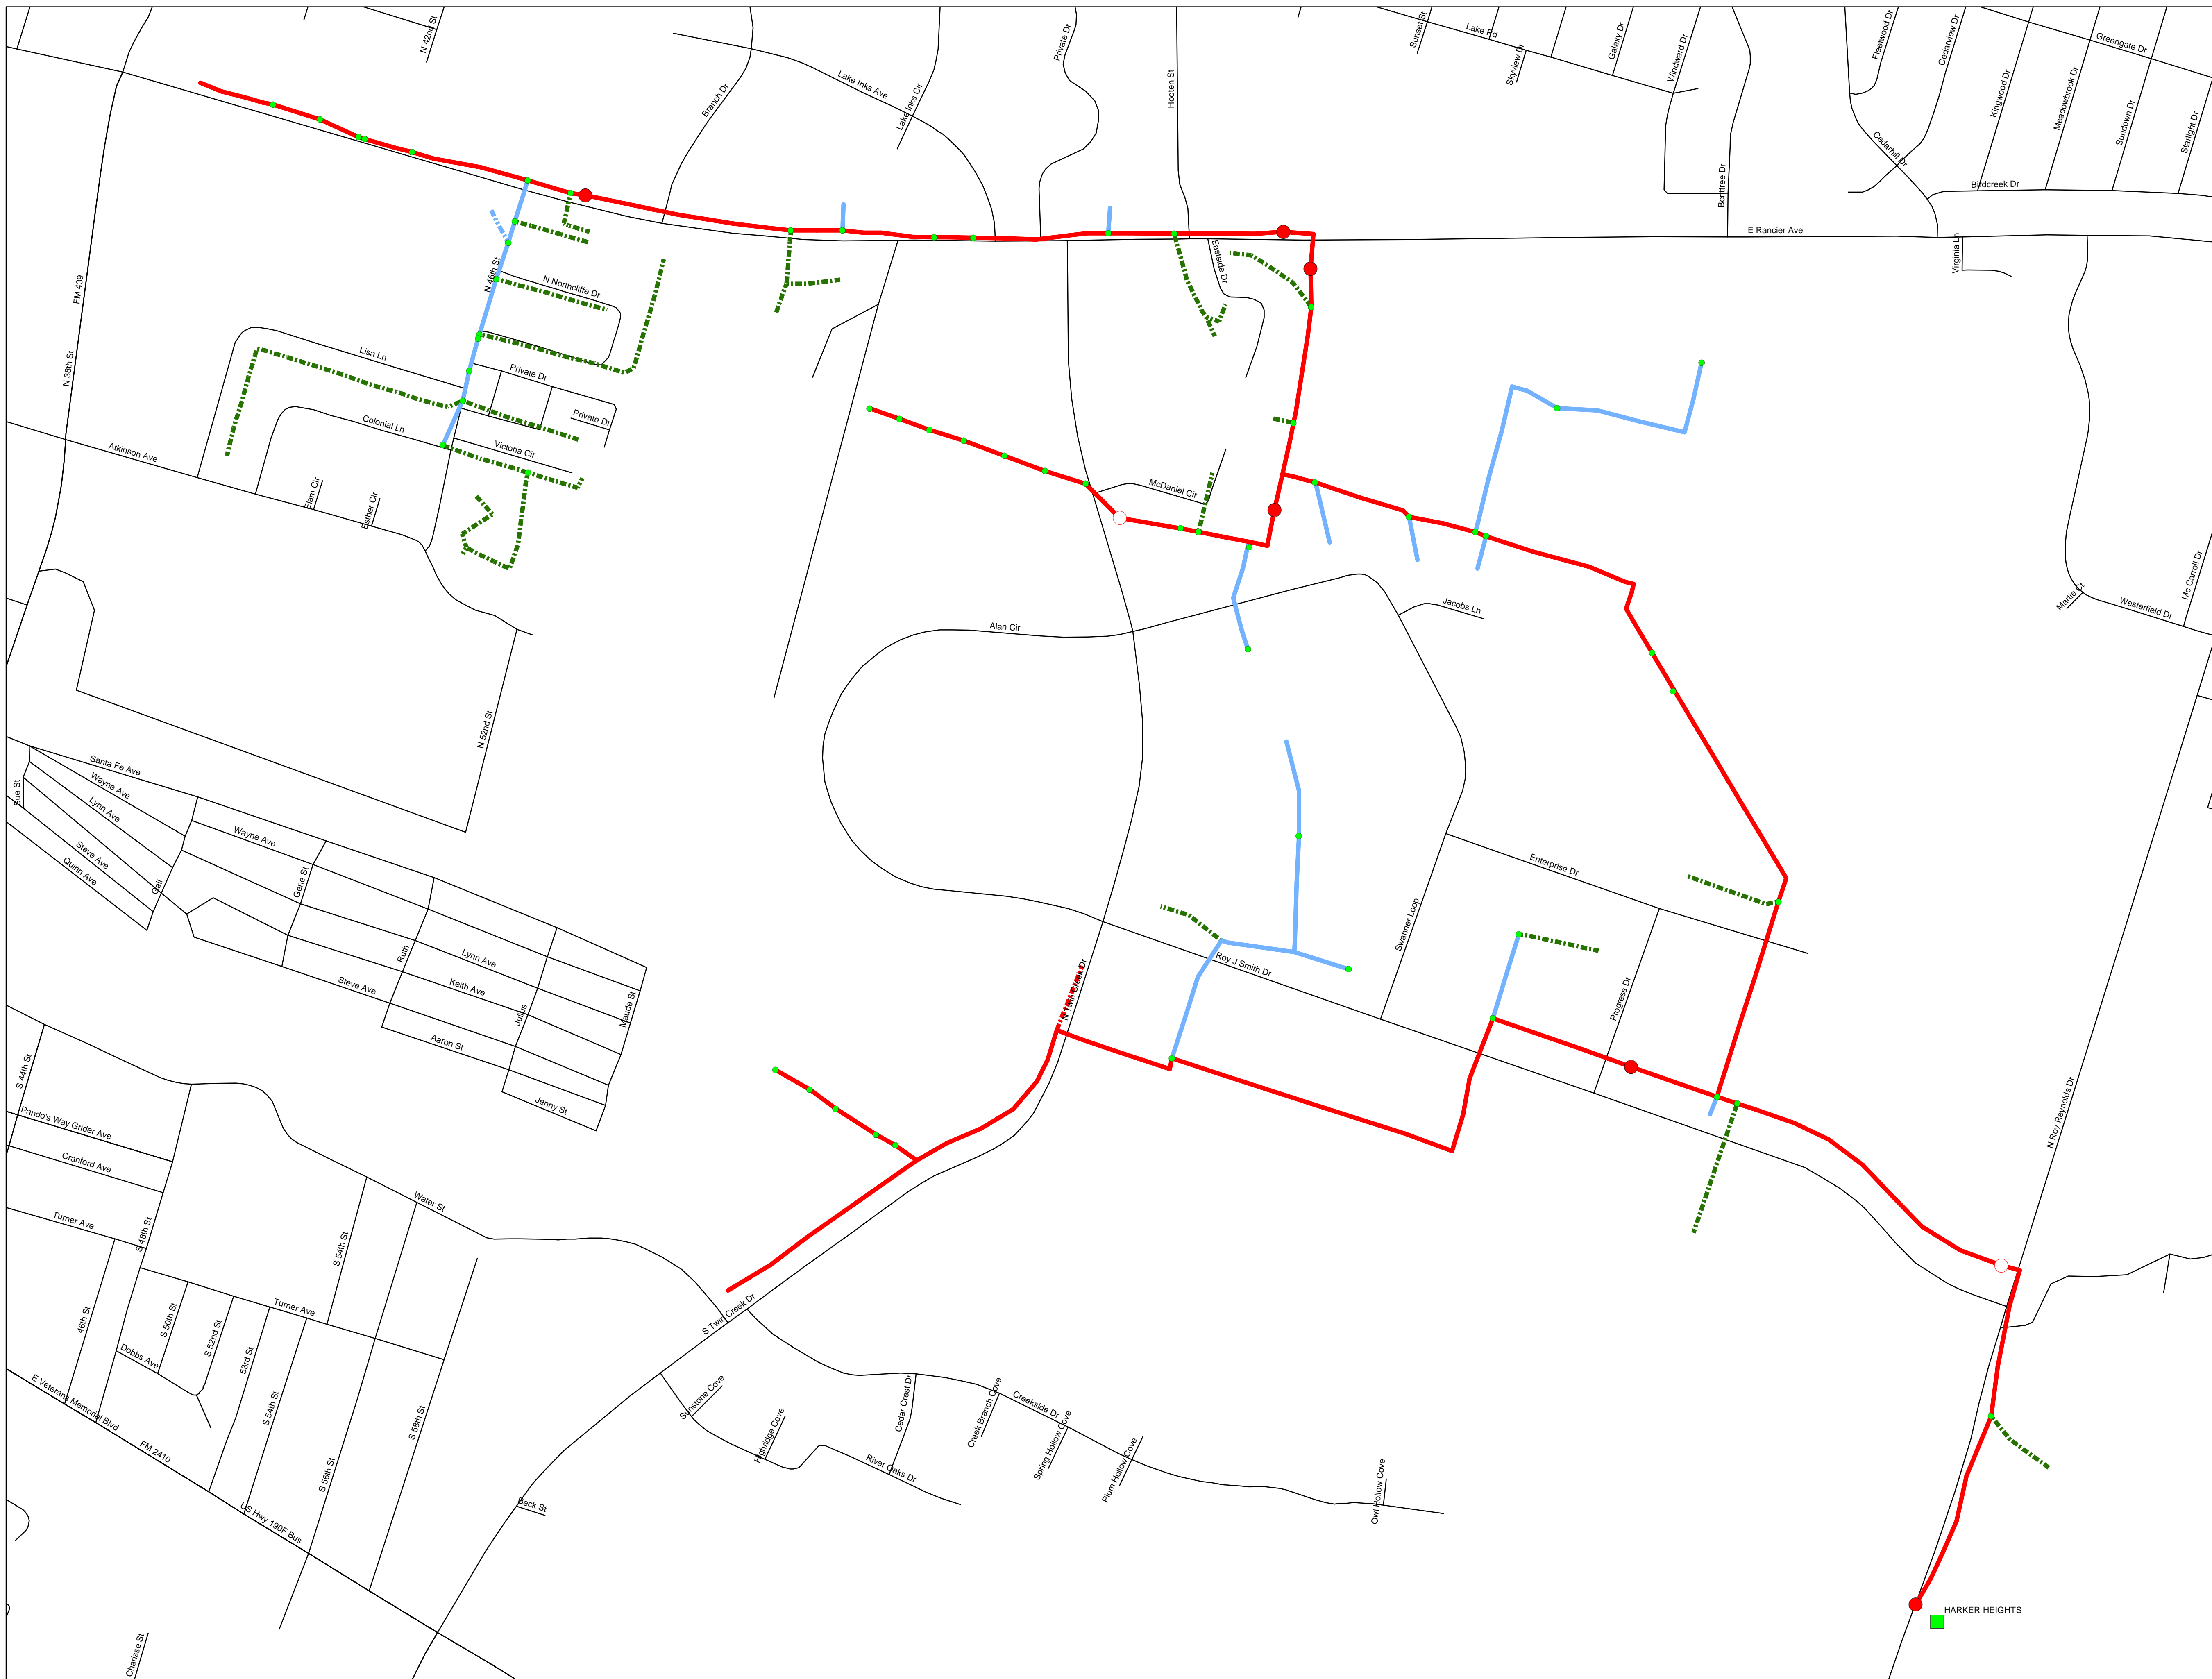 N 42nd St
Private Dr
Sunset St
Lake Rd
Skyview Dr
Galaxy Dr
Windward Dr
Fleetwood Dr
Cedarview Dr
Greengate Dr
Kingwood Dr
Meadowbrook Dr
Sundown Dr
Starlight Dr
Branch Dr
Lake Inks Ave
Lake Inks Cir
Hooten St
Cedarhill Dr
Birdcreek Dr
Berttree Dr
E Rancier Ave
Virginia Ln
Eastside Dr
FM 439
N 46th St
N Northcliffe Dr
N 38th St
Lisa Ln
Private Dr
Private Dr
Colonial Ln
Victoria Cir
Atkinson Ave
Elam Cir
Esther Cir
McDaniel Cir
Mc Carroll Dr
Martie Ct
Westerfield Dr
Jacobs Ln
Alan Cir
N 52nd St
Santa Fe Ave
Wayne Ave
Sue St
Lynn Ave
Steve Ave
Quinn Ave
Wayne Ave
Gail
Gene St
Enterprise Dr
Swanner Loop
Ruth
Lynn Ave
Roy J Smith Dr
Steve Ave
Keith Ave
Julius
Maude St
N Twin Creek Dr
Progress Dr
Aaron St
S 44th St
Jenny St
N Roy Reynolds Dr
Pando's Way Grider Ave
Cranford Ave
Water St
Turner Ave
S 48th St
S 54th St
46th St
S 50th St
Turner Ave
S 52nd St
53rd St
Dobbs Ave
S Twin Creek Dr
E Veterans Memorial Blvd
S 54th St
S 58th St
Sunstone Cove
Highridge Cove
Cedar Crest Dr
Creek Branch Cove
Creekside Dr
Spring Hollow Cove
Plum Hollow Cove
FM 2410
S 56th St
River Oaks Dr
Owl Hollow Cove
US Hwy 190F Bus
Beck St
HARKER HEIGHTS
Charisse St